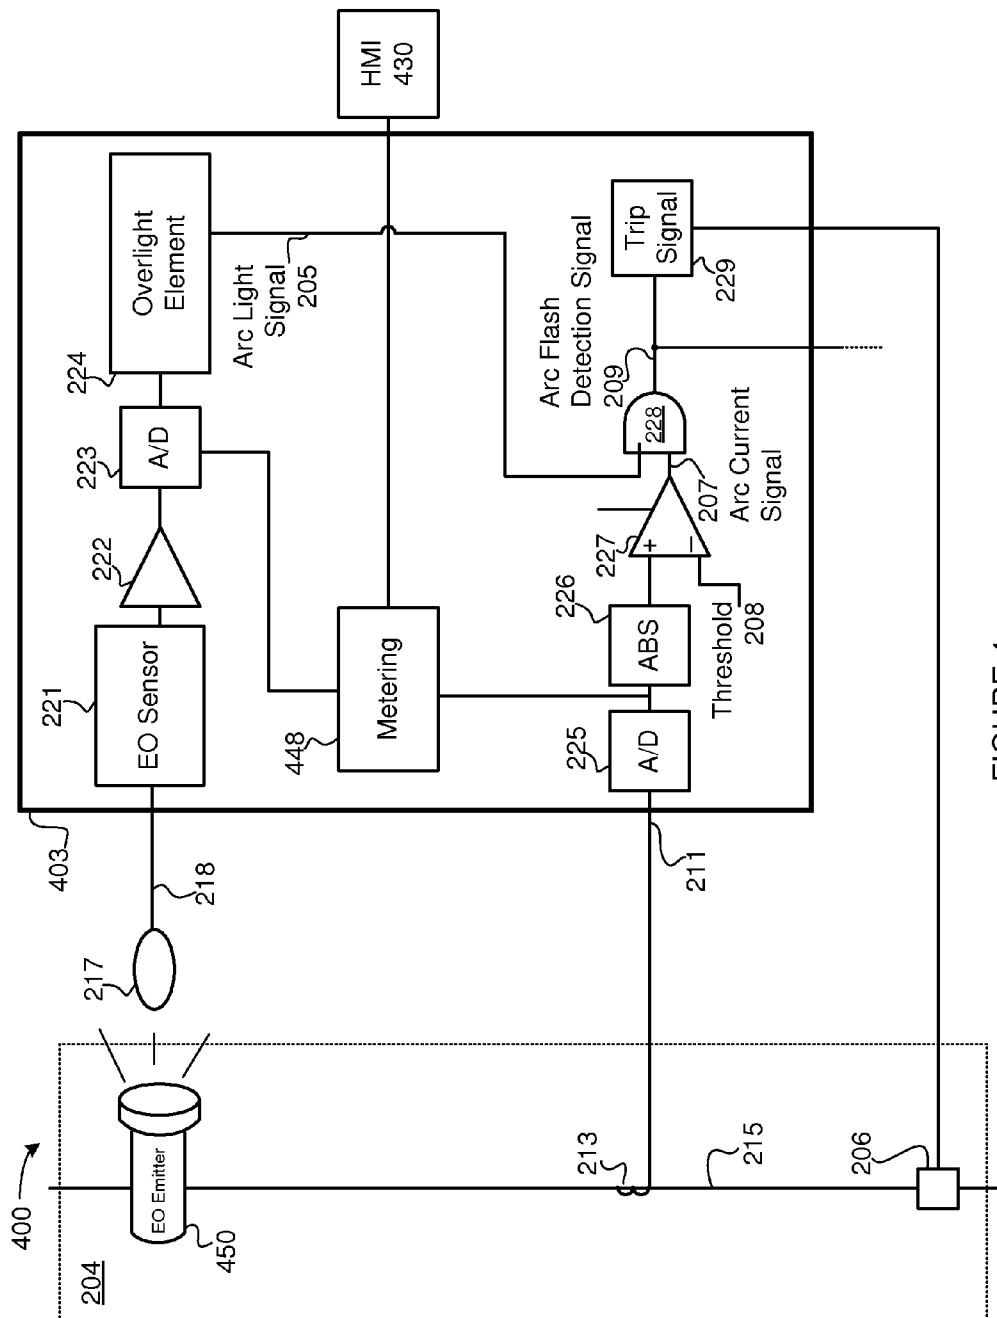 400
204
EO Emitter
450
217
218
403
221
EO Sensor
222
223
A/D
224
Overlight
Element
Arc Light
Signal
205
448
Metering
HMI
430
213
215
206
211
225
A/D
226
ABS
227
+
−
Threshold
208
207
Arc Current
Signal
228
Arc Flash
Detection Signal
209
Trip
Signal
229
FIGURE